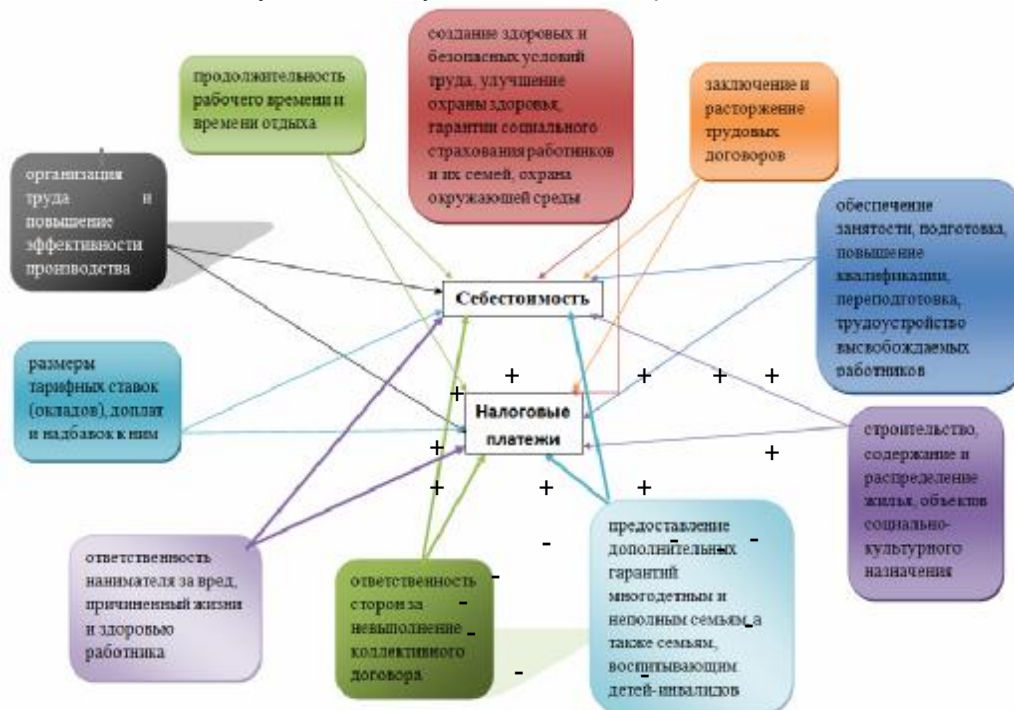 создание здоровых и
безопасных условий
труда, улучшение
охраны здоровья,
гарантии социального
страхования работников
и их семей, охрана
окружающей среды
продолжительность
рабочего времени и
времени отдыха
заключение и
расторжение
трудовых
договоров
организация
труда и
повышение
эффективности
производства
обеспечение
занятости, подготовка,
повышение
квалификации,
переподготовка,
трудоустройство
высвобождаемых
работников
Себестоимость
размеры
тарифных ставок
(окладов), доплат
и надбавок к ним
+ + + +
+
Налоговые
платежи
+
+
+ + +
строительство,
содержание и
распределение
жилья, объектов
социально-
культурного
назначения
ответственность
нанимателя за вред,
причиненный жизни
и здоровью
работника
ответственность
сторон за
невыполнение
коллективного
договора
предоставление
дополнительных
гарантий
многодетным и
неполным семьям, а
также семьям,
воспитывающим
детей-инвалидов
- - - -
-
-
- -
- -